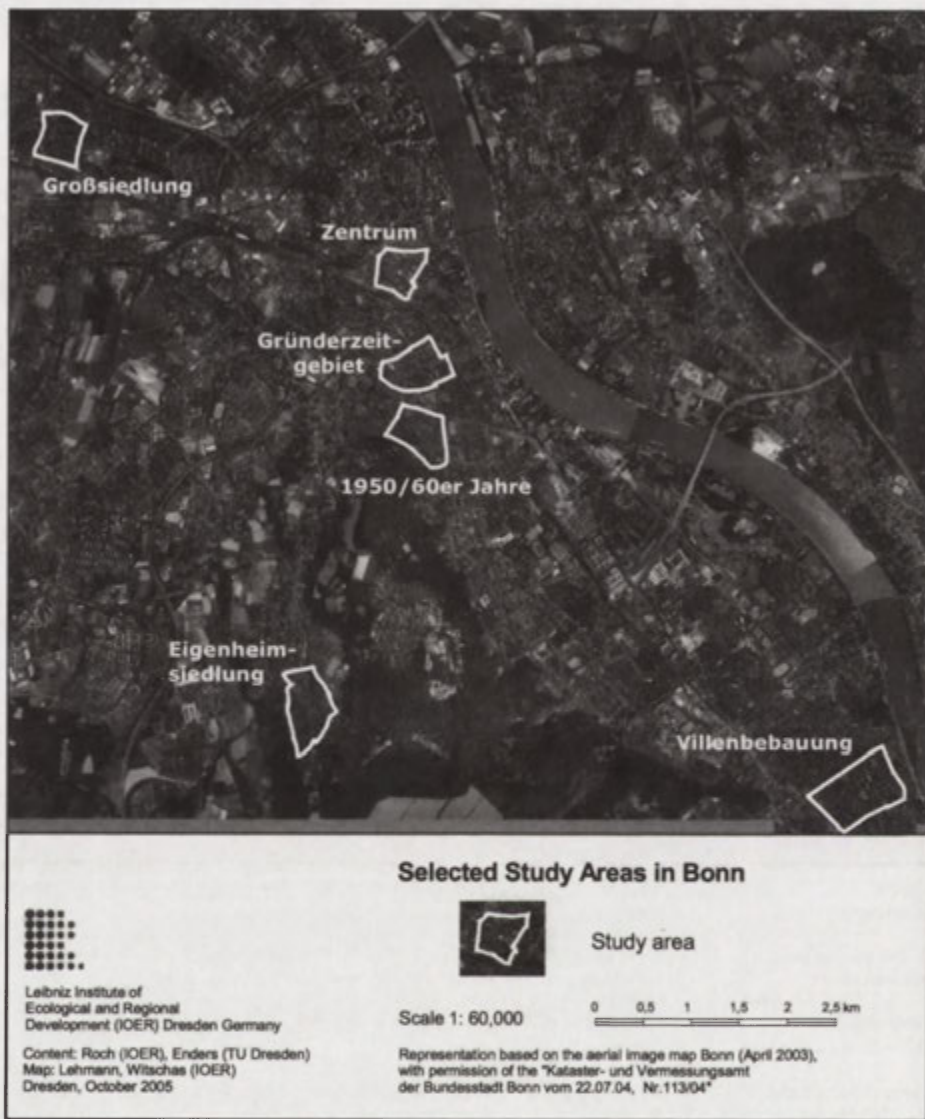 Großsiedlung
Zentrum
Gründerzeit-
gebiet
1950/60er Jahre
Eigenheim-
siedlung
Villenbebauung
Selected Study Areas in Bonn
Study area
Leibniz Institute of
Ecological and Regional
Development (IOER) Dresden Germany
Scale 1: 60,000
0 0,5 1 1,5 2 2,5 km
Content: Roch (IOER), Enders (TU Dresden)
Map: Lehmann, Witschas (IOER)
Dresden, October 2005
Representation based on the aerial image map Bonn (April 2003),
with permission of the "Kataster- und Vermessungsamt
der Bundesstadt Bonn vom 22.07.04, Nr.113/04"